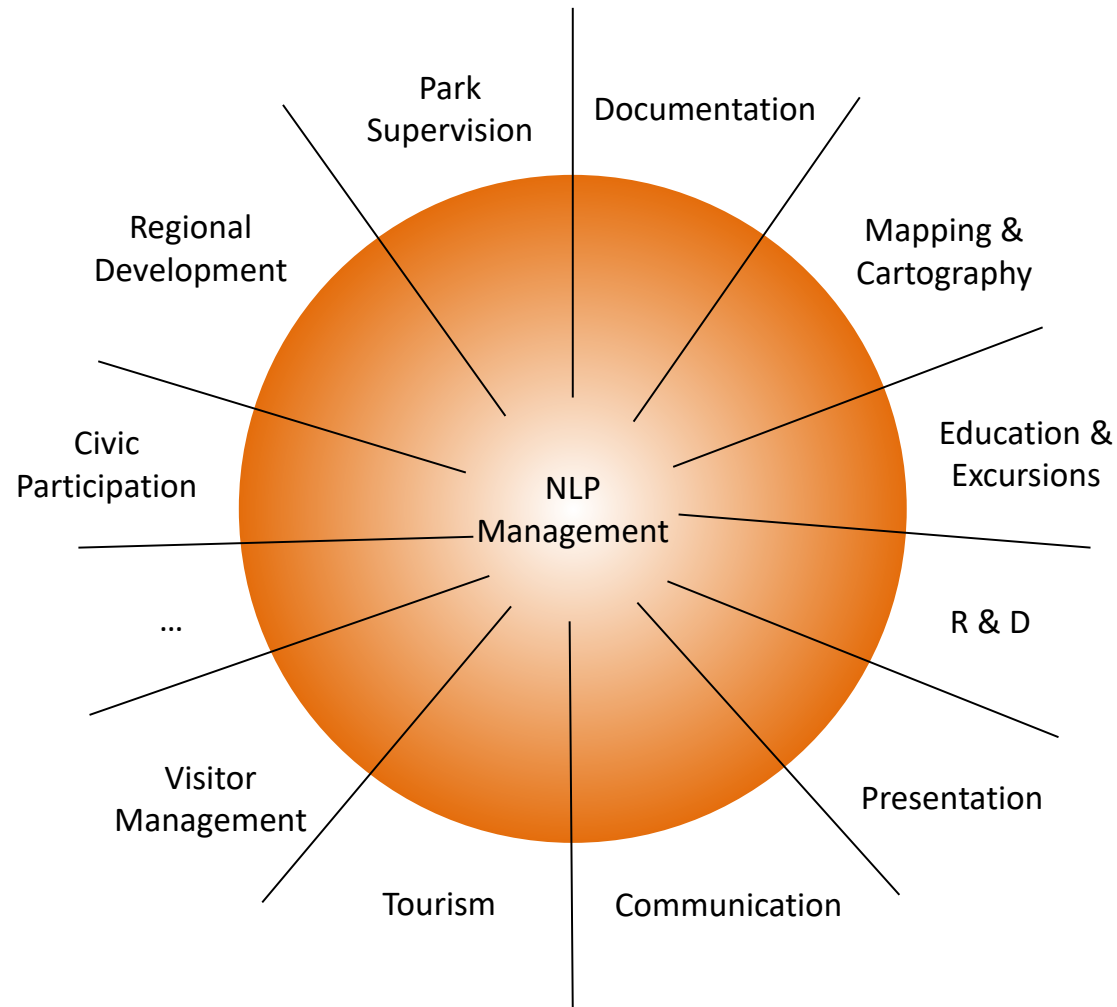 Park
Supervision
Documentation
Regional
Development
Mapping &
Cartography
Civic
Participation
Education &
Excursions
NLP
Management
...
R & D
Visitor
Management
Presentation
Tourism
Communication